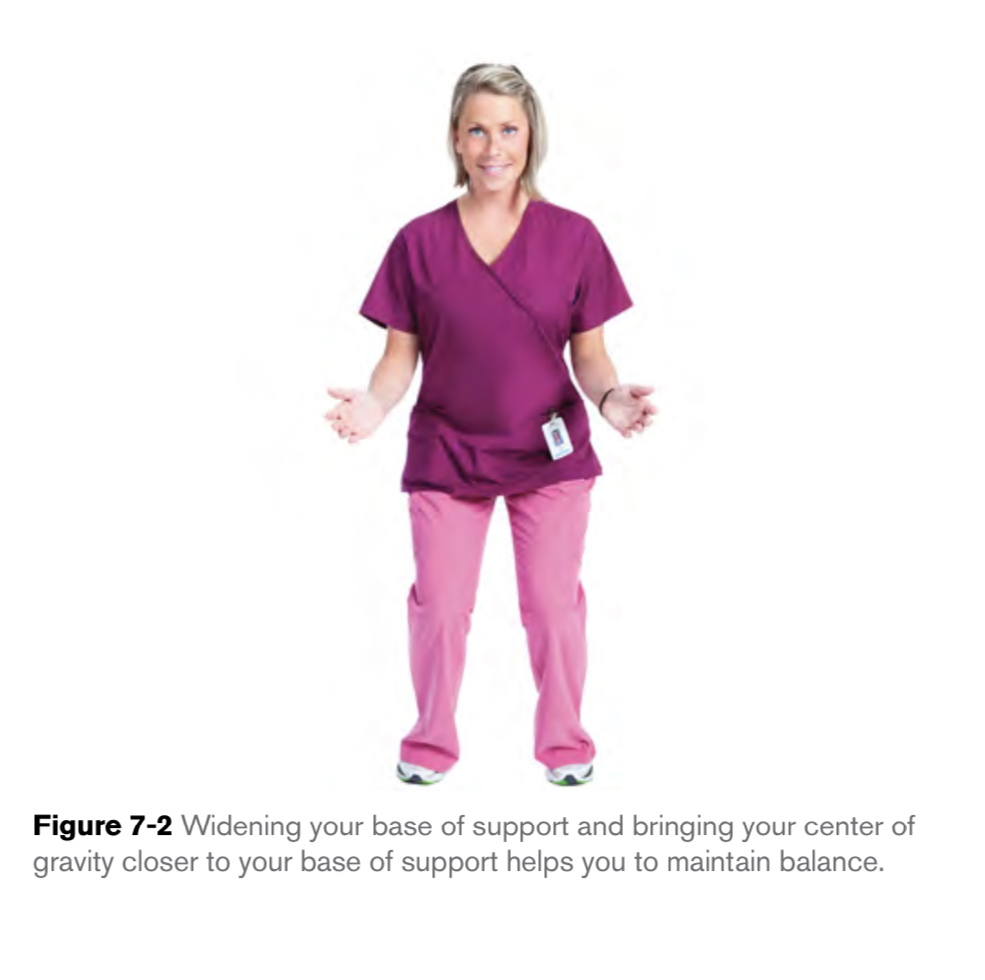 Figure 7-2 Widening your base of support and bringing your center of
gravity closer to your base of support helps you to maintain balance.